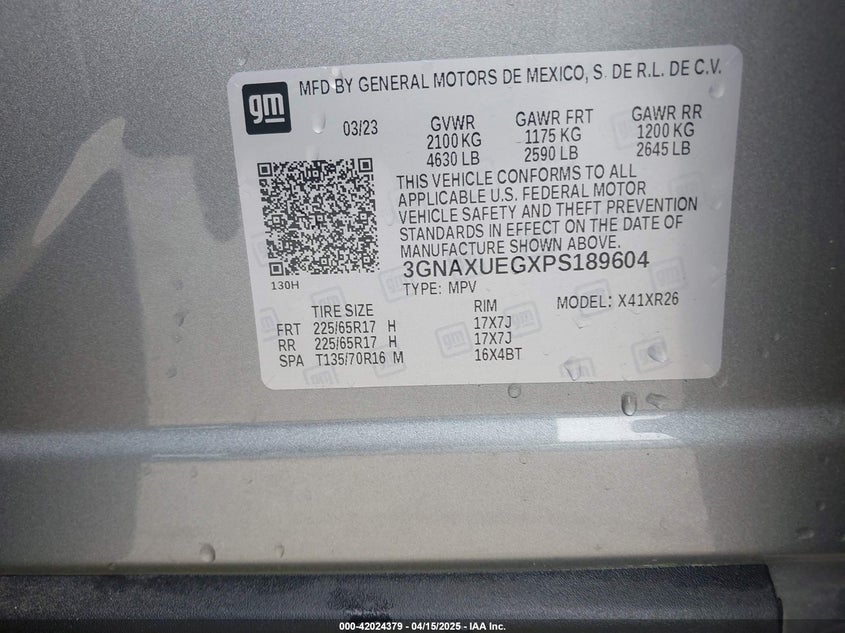 gm
MFD BY GENERAL MOTORS DE MEXICO, S. DE R.L. DE C.V.
03/23 GVWR GAWR FRT GAWR RR
2100 KG 1175 KG 1200 KG
4630 LB 2590 LB 2645 LB
THIS VEHICLE CONFORMS TO ALL
APPLICABLE U.S. FEDERAL MOTOR
VEHICLE SAFETY AND THEFT PREVENTION
STANDARDS IN EFFECT ON THE DATE OF
MANUFACTURE SHOWN ABOVE.
130H
3GNAXUEGXPS189604
TYPE: MPV MODEL: X41XR26
TIRE SIZE RIM
FRT 225/65R17 H 17X7J
RR 225/65R17 H 17X7J
SPA T135/70R16 M 16X4BT
000-42024379 - 04/15/2025 - IAA Inc.